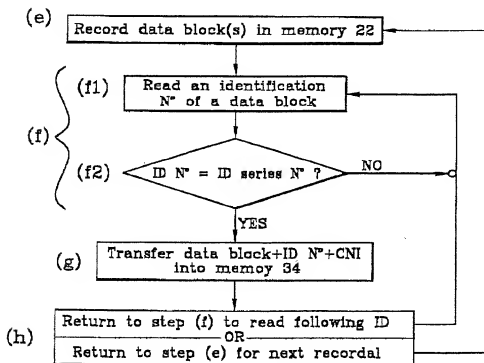 (e)
Record data block(s) in memory 22
(f)
(f1)
Read an identification
N° of a data block
(f2)
ID N° = ID series N° ?
NO
YES
(g)
Transfer data block+ID N°+CNI
into memoy 34
(h)
Return to step (f) to read following ID
OR
Return to step (e) for next recordal